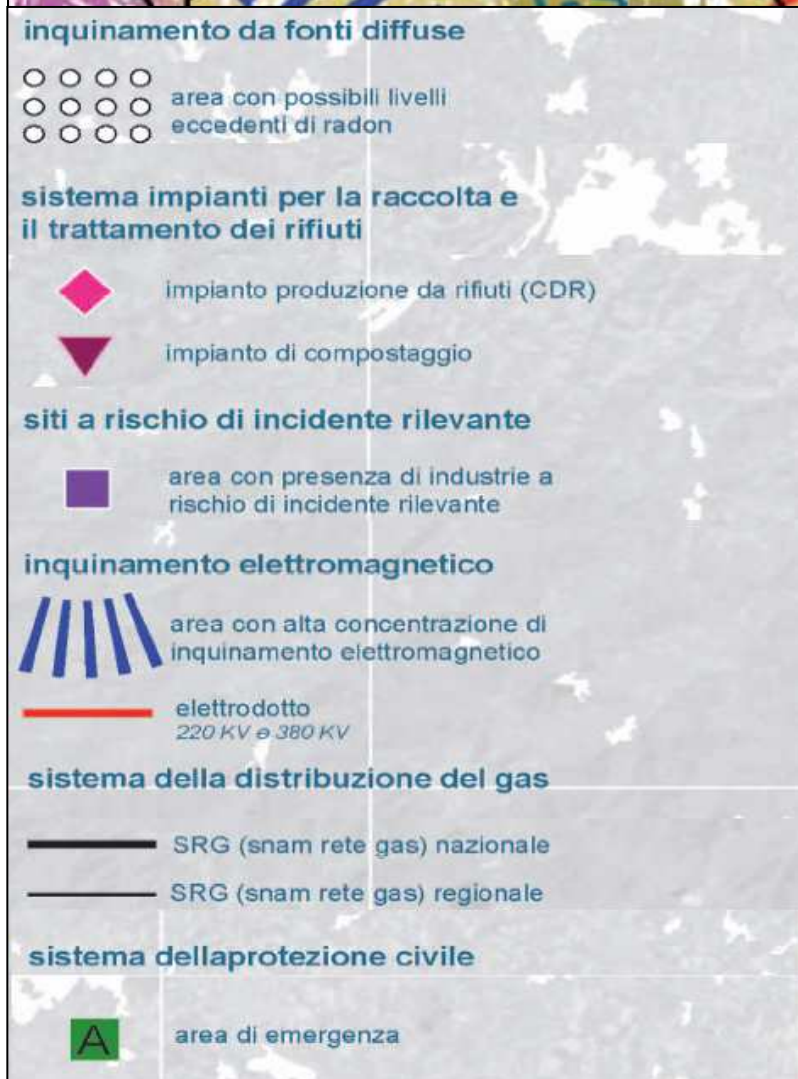 inquinamento da fonti diffuse
area con possibili livelli
eccedenti di radon
sistema impianti per la raccolta e
il trattamento dei rifiuti
impianto produzione da rifiuti (CDR)
impianto di compostaggio
siti a rischio di incidente rilevante
area con presenza di industrie a
rischio di incidente rilevante
inquinamento elettromagnetico
area con alta concentrazione di
inquinamento elettromagnetico
elettrodotto
220 KV e 380 KV
sistema della distribuzione del gas
SRG (snam rete gas) nazionale
SRG (snam rete gas) regionale
sistema dellaprotezione civile
A
area di emergenza